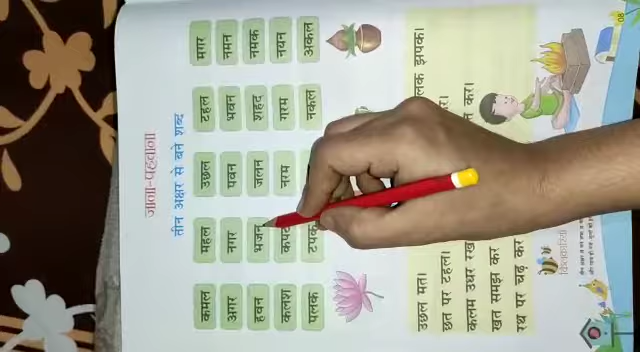 जाना-पहचाना
तीन अक्षर से बने शब्द
कमल महल उछल टहल मगर
अगर नगर पवन भवन नमन
हवन भजन जलन शहद नमक
कलश कपट नरम गरम नयन
पलक टपक नकल अकल
उछल मत। झपक।
छत पर टहल।
कलम उधर रख कर।
खत समझ कर
रथ पर चढ़ कर